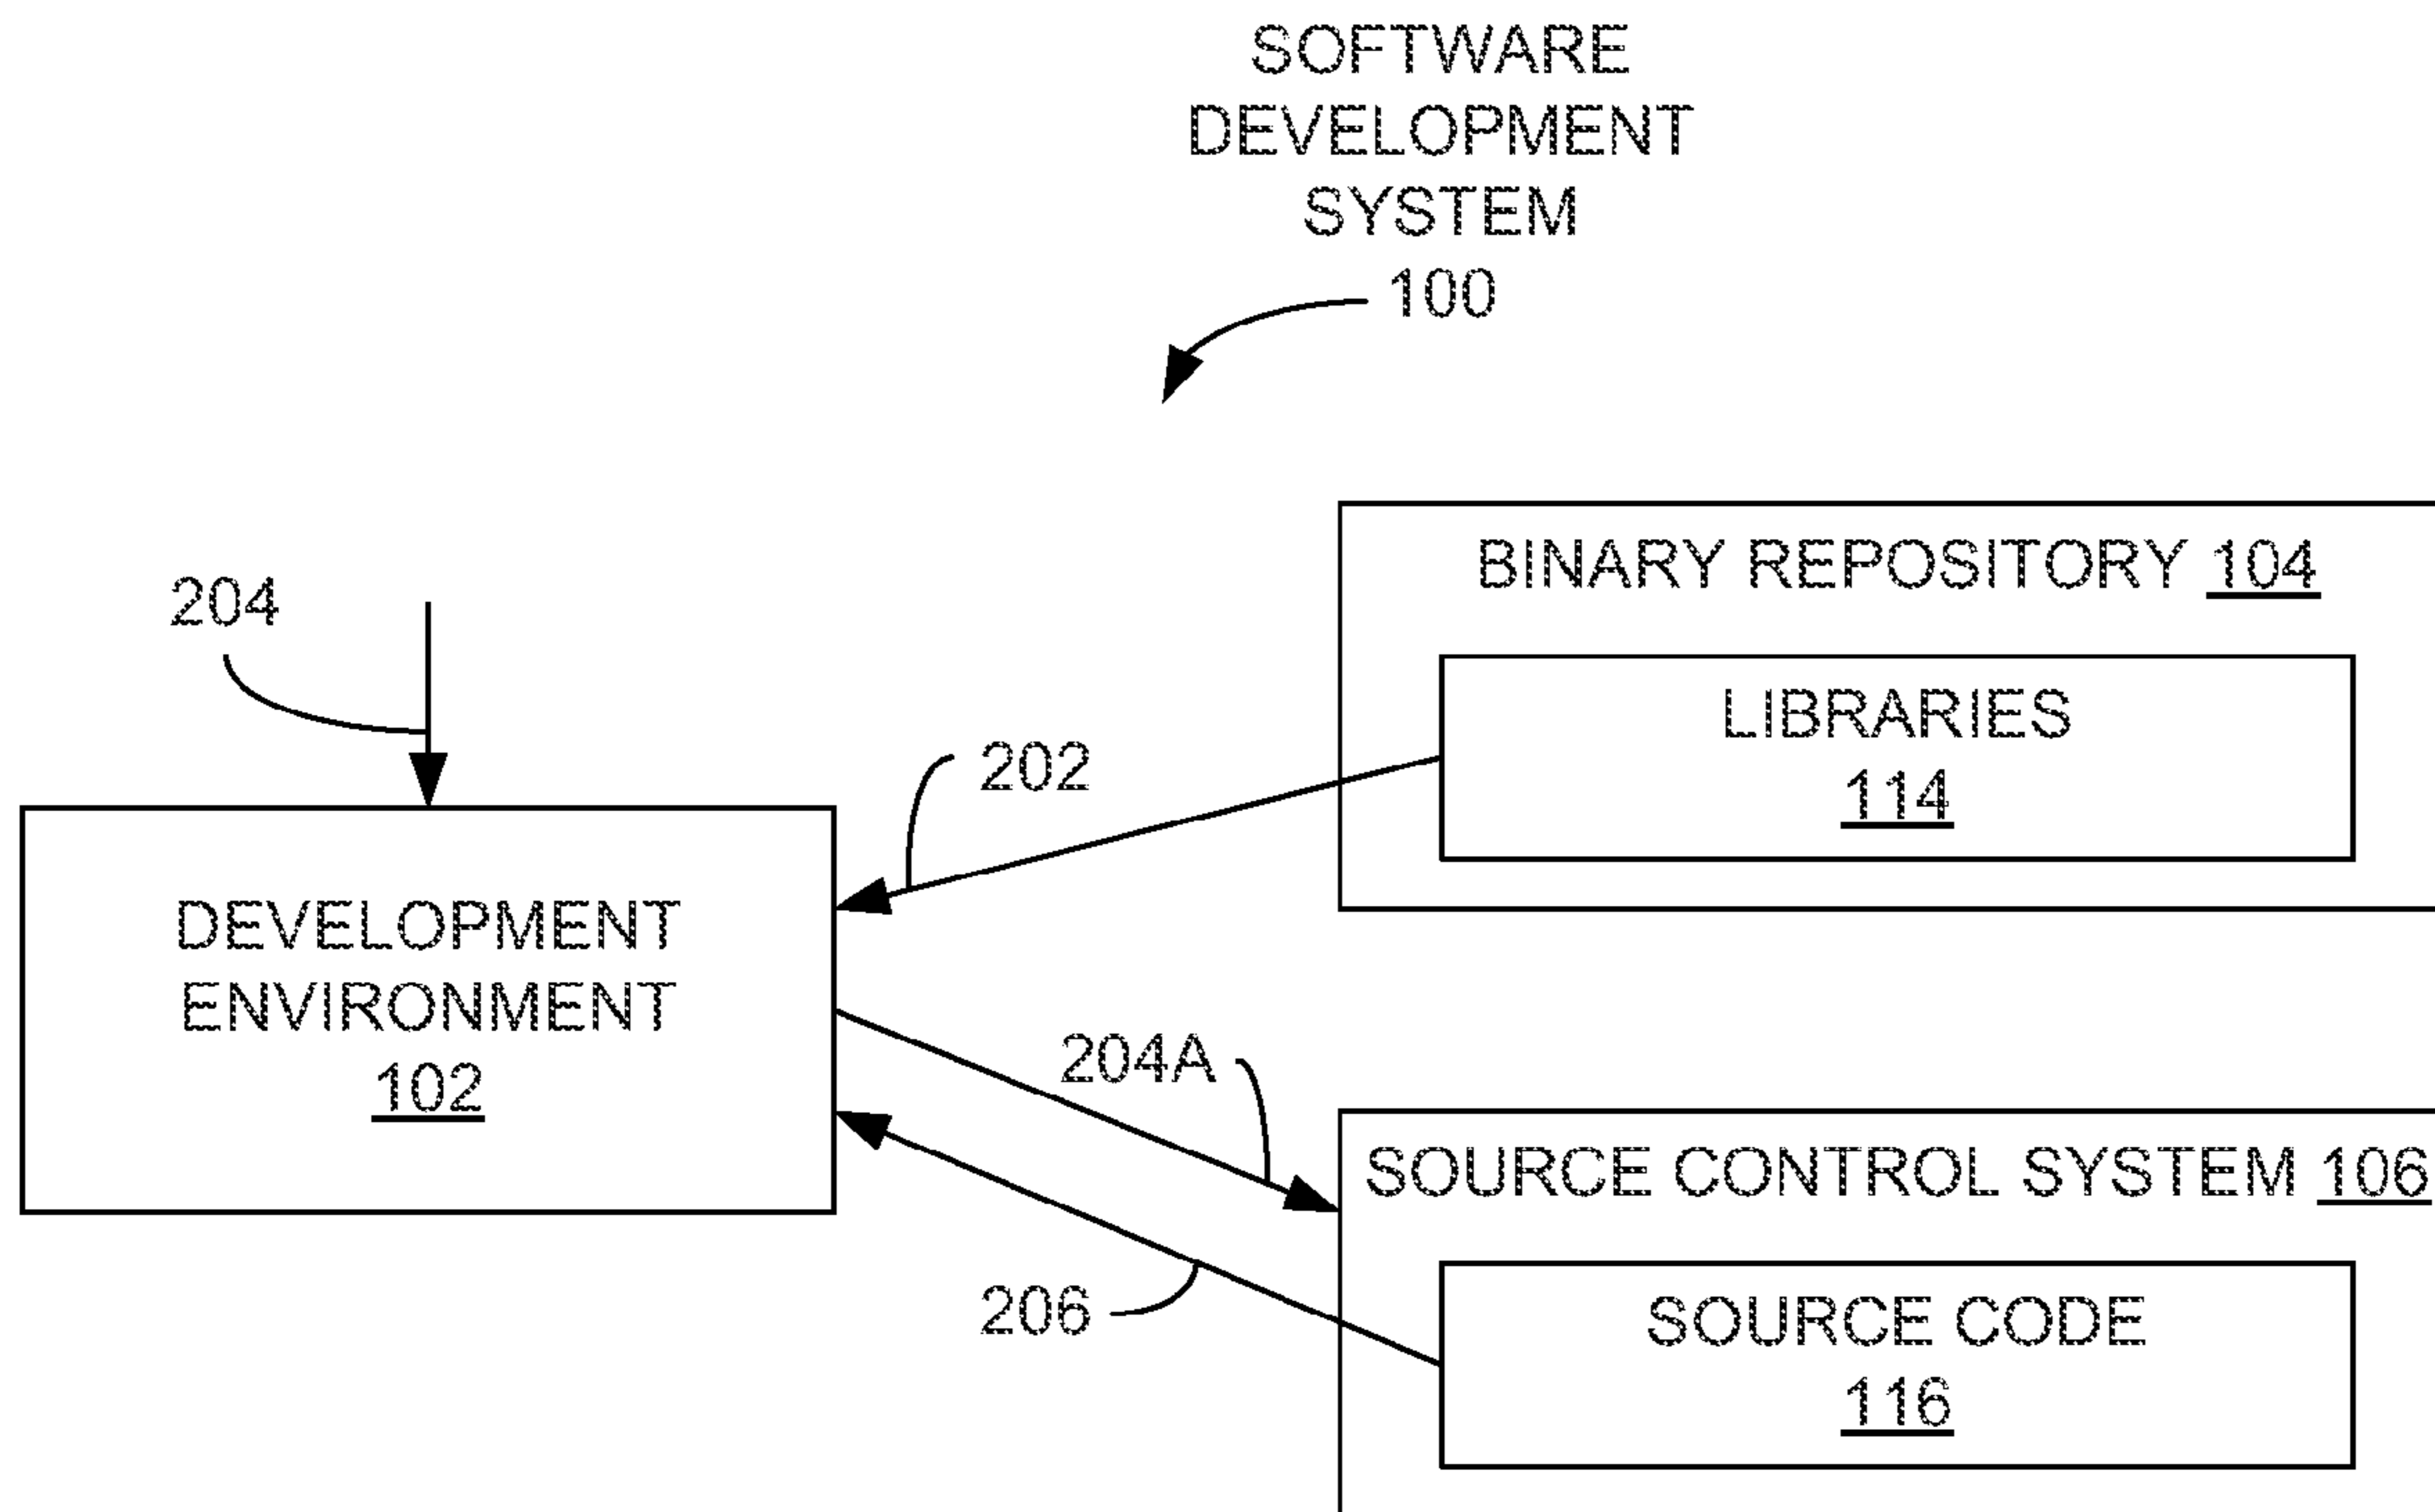 SOFTWARE
DEVELOPMENT
SYSTEM
100
BINARY REPOSITORY 104
204
LIBRARIES
114
202
DEVELOPMENT
ENVIRONMENT
102
204A
SOURCE CONTROL SYSTEM 106
206
SOURCE CODE
116